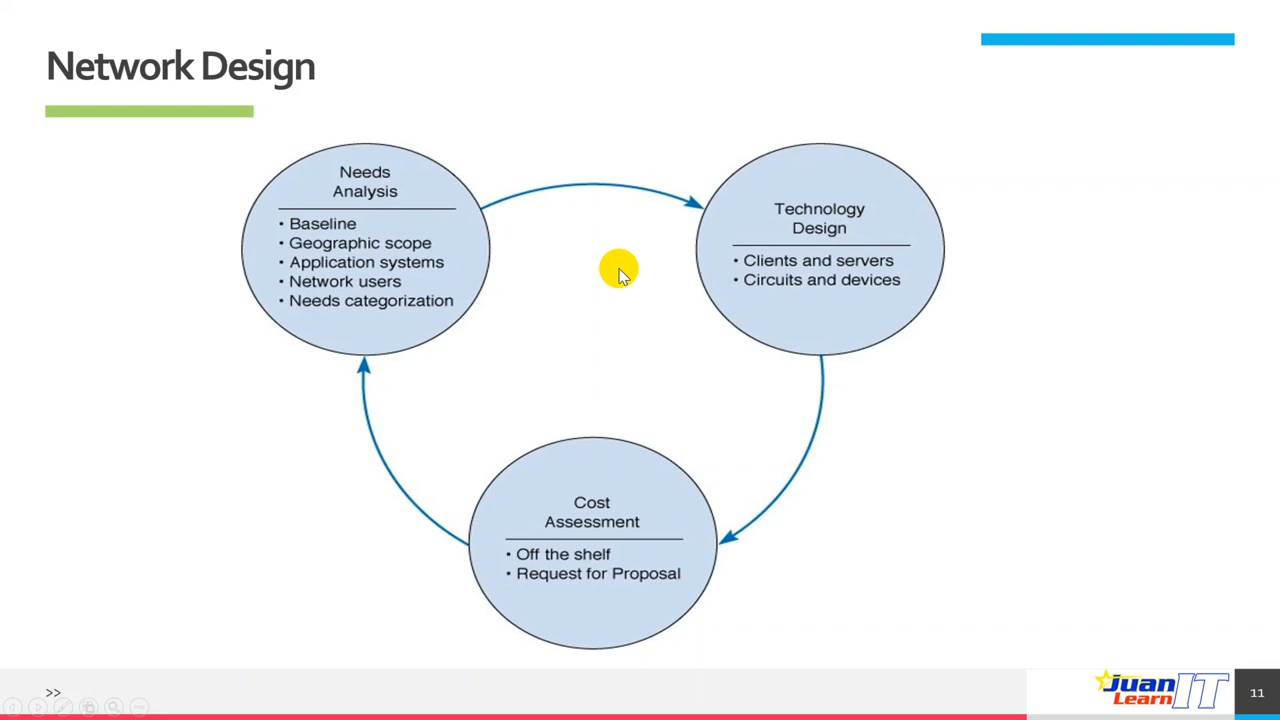 Network Design
Needs
Analysis
• Baseline
• Geographic scope
• Application systems
• Network users
• Needs categorization
Technology
Design
• Clients and servers
• Circuits and devices
Cost
Assessment
• Off the shelf
• Request for Proposal
>>
Juan
Learn
IT
11